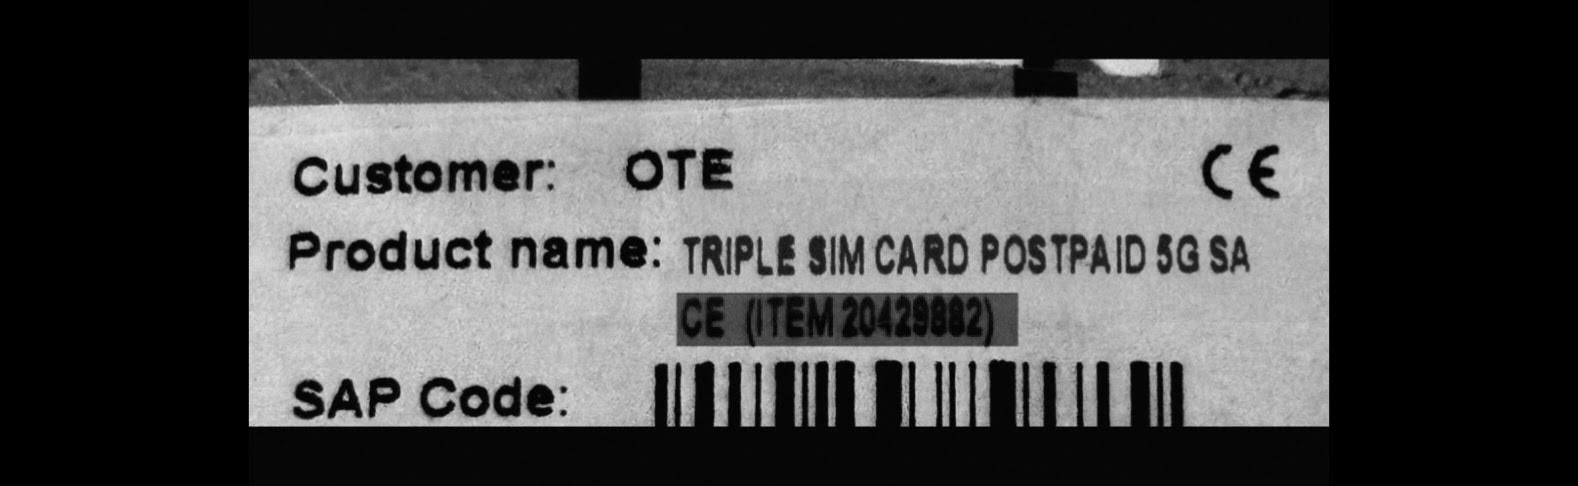 Customer: OTE CE
Product name: TRIPLE SIM CARD POSTPAID 5G SA
CE (ITEM 20429882)
SAP Code: